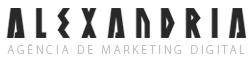 ALEXANDRIA
AGÊNCIA DE MARKETING DIGITAL